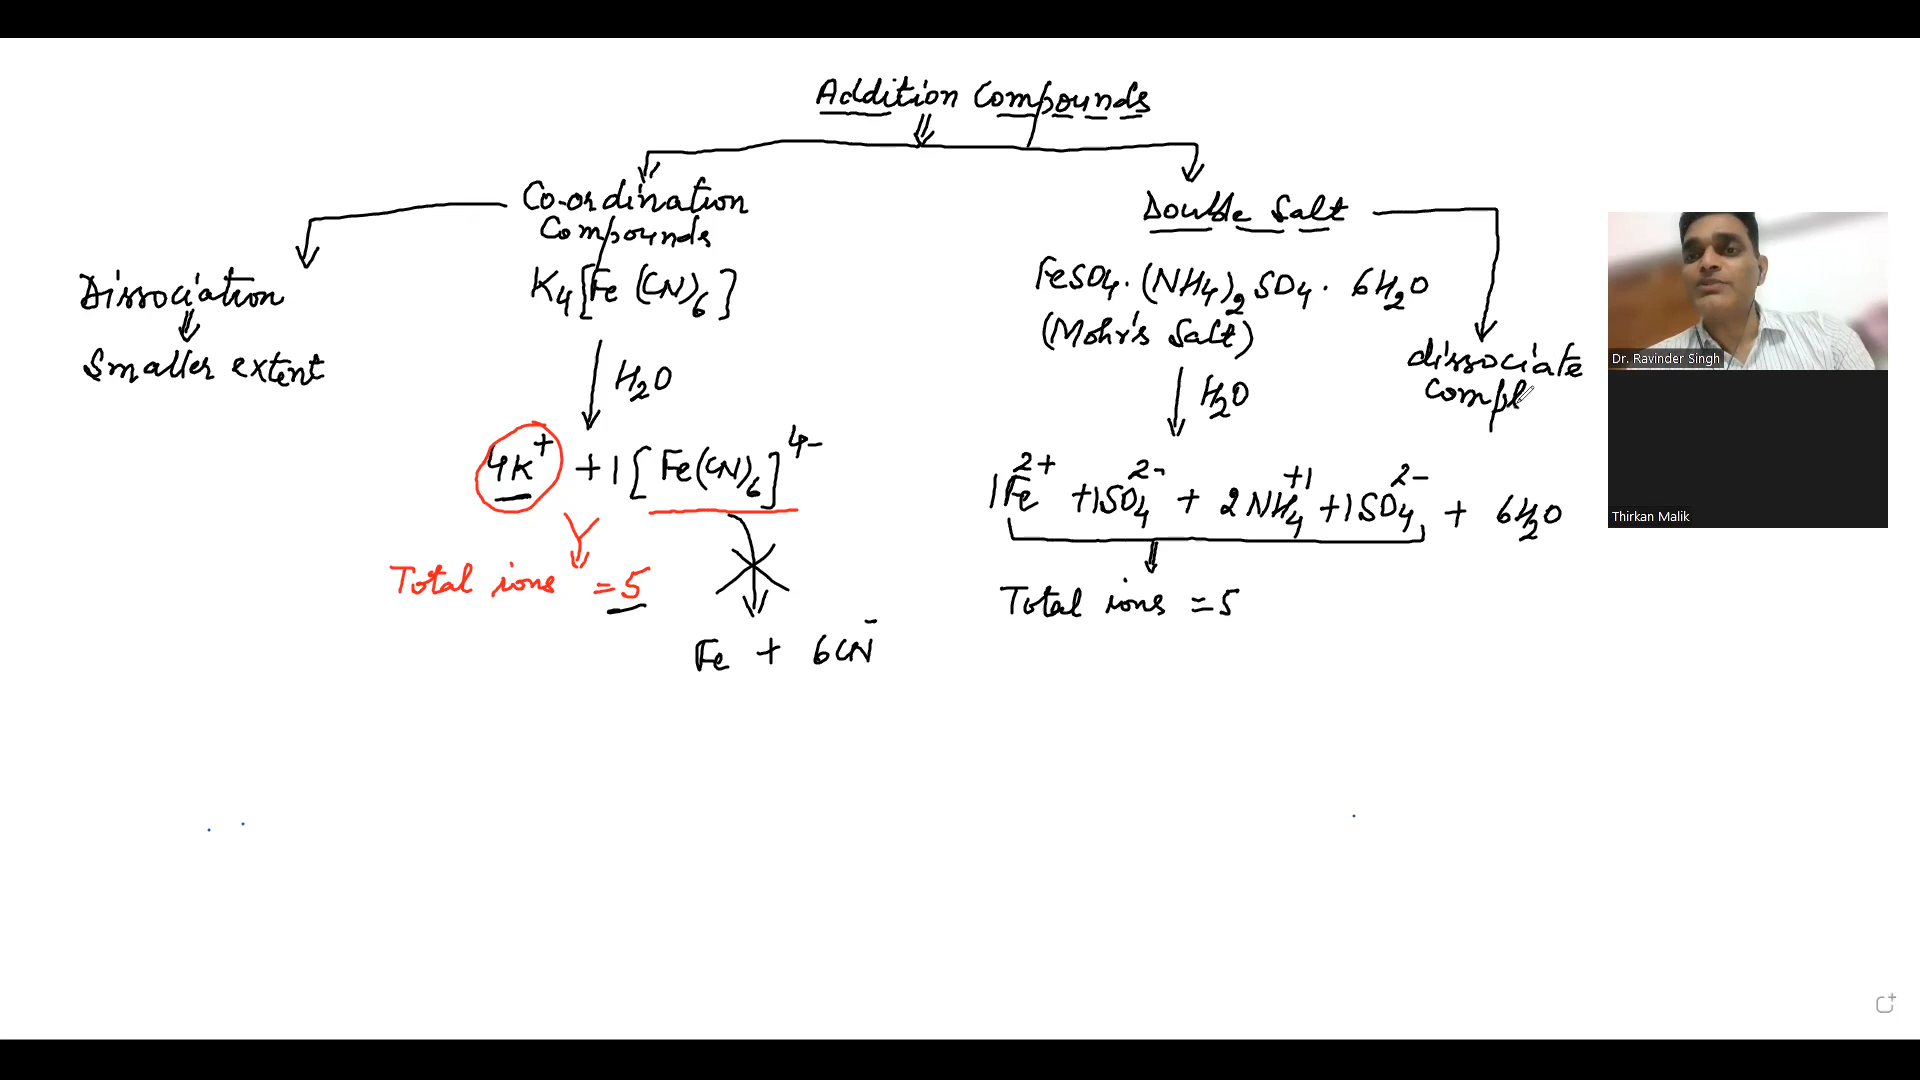 Addition Compounds
Co-ordination
Compounds
Double Salt
Dissociation
Smaller extent
K₄[Fe(CN)₆]
FeSO₄·(NH₄)₂SO₄·6H₂O
(Mohr's Salt)
dissociate
Compl
H₂O
H₂O
4K⁺ + 1[Fe(CN)₆]⁴⁻
1Fe²⁺ + 1SO₄²⁻ + 2NH₄⁺¹ + 1SO₄²⁻ + 6H₂O
Total ions = 5
Total ions = 5
Fe + 6CN⁻
Dr. Ravinder Singh
Thirkan Malik